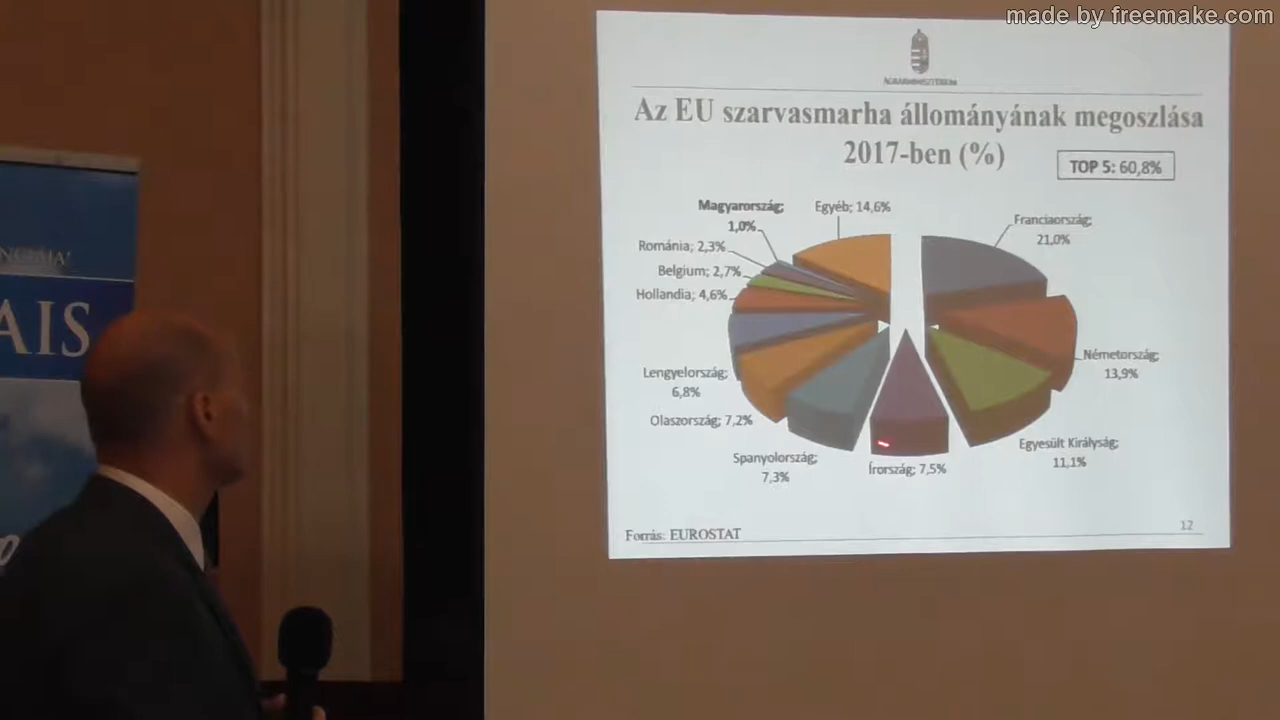 made by freemake.com
AGRÁRMINISZTÉRIUM
Az EU szarvasmarha állományának megoszlása
2017-ben (%)
TOP 5: 60,8%
Magyarország;
1,0%
Egyéb; 14,6%
Franciaország;
21,0%
Románia; 2,3%
Belgium; 2,7%
Hollandia; 4,6%
Németország;
13,9%
Lengyelország;
6,8%
Olaszország; 7,2%
Egyesült Királyság;
11,1%
Spanyolország;
7,3%
Írország; 7,5%
Forrás: EUROSTAT
12
AIS